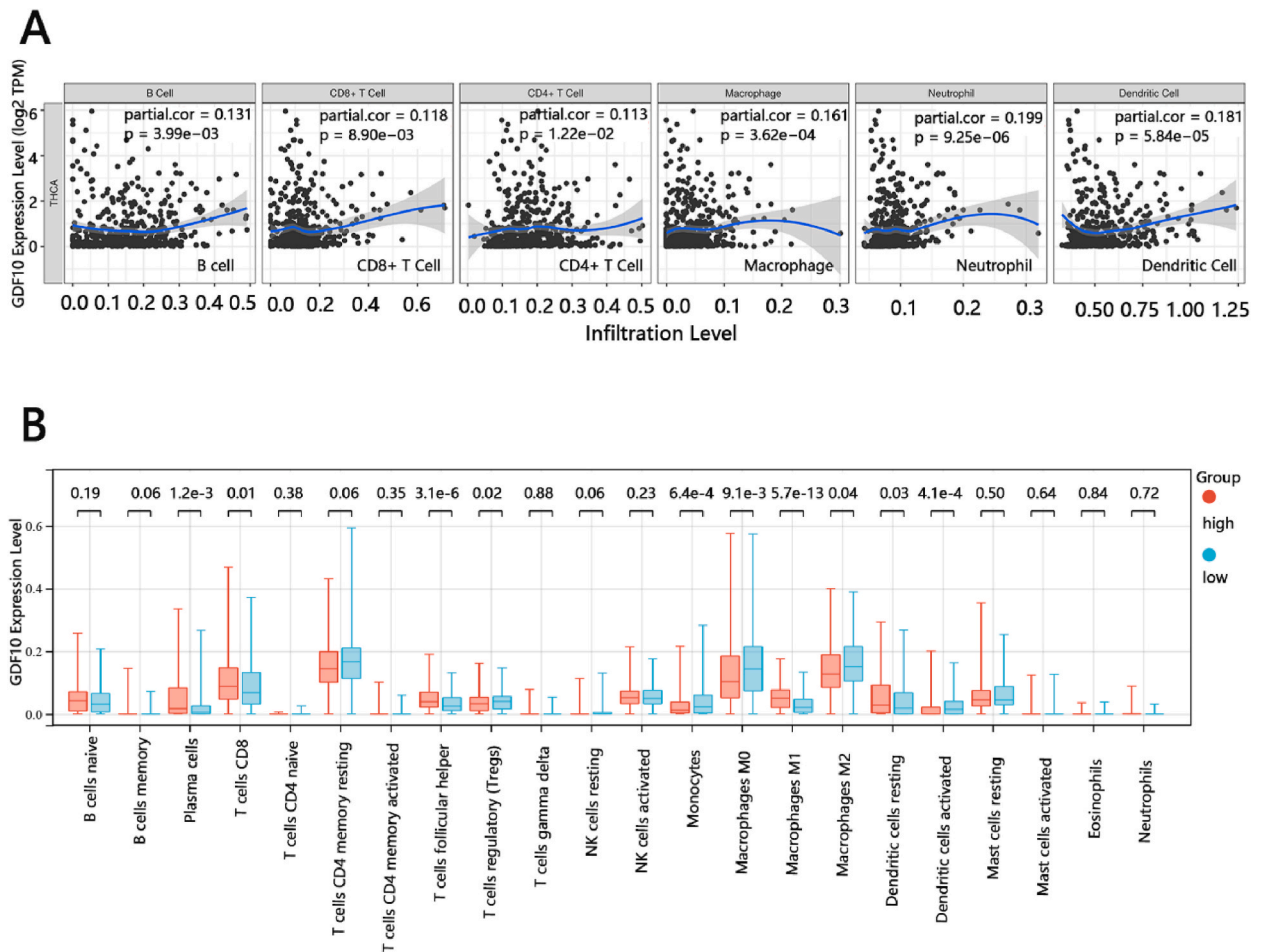 A
GDF10 Expression Level (log2 TPM)
THCA
B Cell
CD8+ T Cell
CD4+ T Cell
Macrophage
Neutrophil
Dendritic Cell
partial.cor = 0.131
p = 3.99e−03
partial.cor = 0.118
p = 8.90e−03
partial.cor = 0.113
p = 1.22e−02
partial.cor = 0.161
p = 3.62e−04
partial.cor = 0.199
p = 9.25e−06
partial.cor = 0.181
p = 5.84e−05
6
4
2
0
B cell
CD8+ T Cell
CD4+ T Cell
Macrophage
Neutrophil
Dendritic Cell
0.0 0.1 0.2 0.3 0.4 0.5
0.0 0.2 0.4 0.6
0.0 0.1 0.2 0.3 0.4 0.5
0.0 0.1 0.2 0.3
0.1 0.2 0.3
0.50 0.75 1.00 1.25
Infiltration Level
B
GDF10 Expression Level
0.6
0.4
0.2
0.0
0.19 0.06 1.2e-3 0.01 0.38 0.06 0.35 3.1e-6 0.02 0.88 0.06 0.23 6.4e-4 9.1e-3 5.7e-13 0.04 0.03 4.1e-4 0.50 0.64 0.84 0.72
Group
high
low
B cells naive
B cells memory
Plasma cells
T cells CD8
T cells CD4 naive
T cells CD4 memory resting
T cells CD4 memory activated
T cells follicular helper
T cells regulatory (Tregs)
T cells gamma delta
NK cells resting
NK cells activated
Monocytes
Macrophages M0
Macrophages M1
Macrophages M2
Dendritic cells resting
Dendritic cells activated
Mast cells resting
Mast cells activated
Eosinophils
Neutrophils